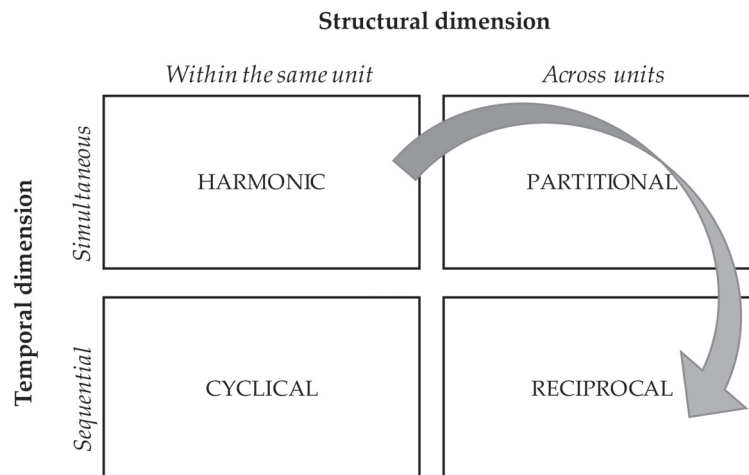 Structural dimension
Within the same unit
Across units
Temporal dimension
Simultaneous
HARMONIC
PARTITIONAL
Sequential
CYCLICAL
RECIPROCAL